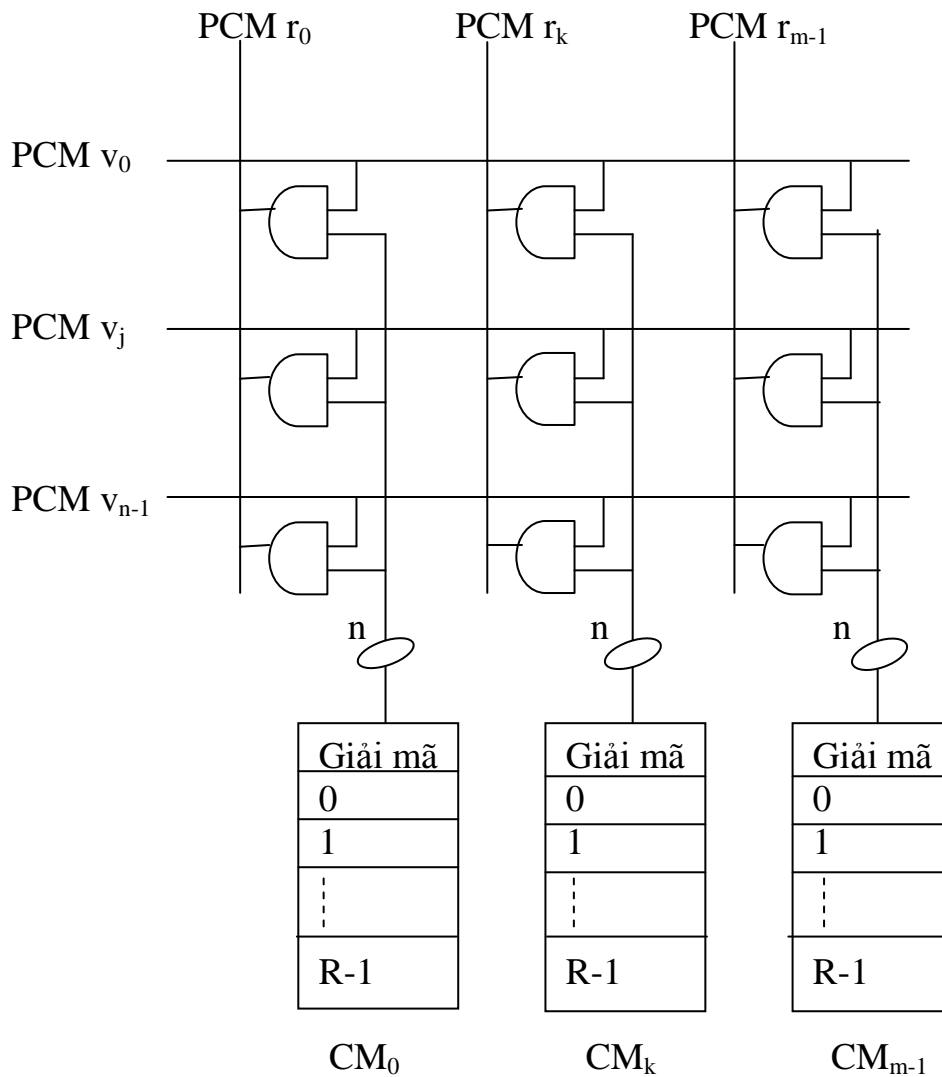 PCM r0 PCM rk PCM rm-1
PCM v0
PCM vj
PCM vn-1
n n n
Giải mã Giải mã Giải mã
0 0 0
1 1 1
R-1 R-1 R-1
CM0 CMk CMm-1